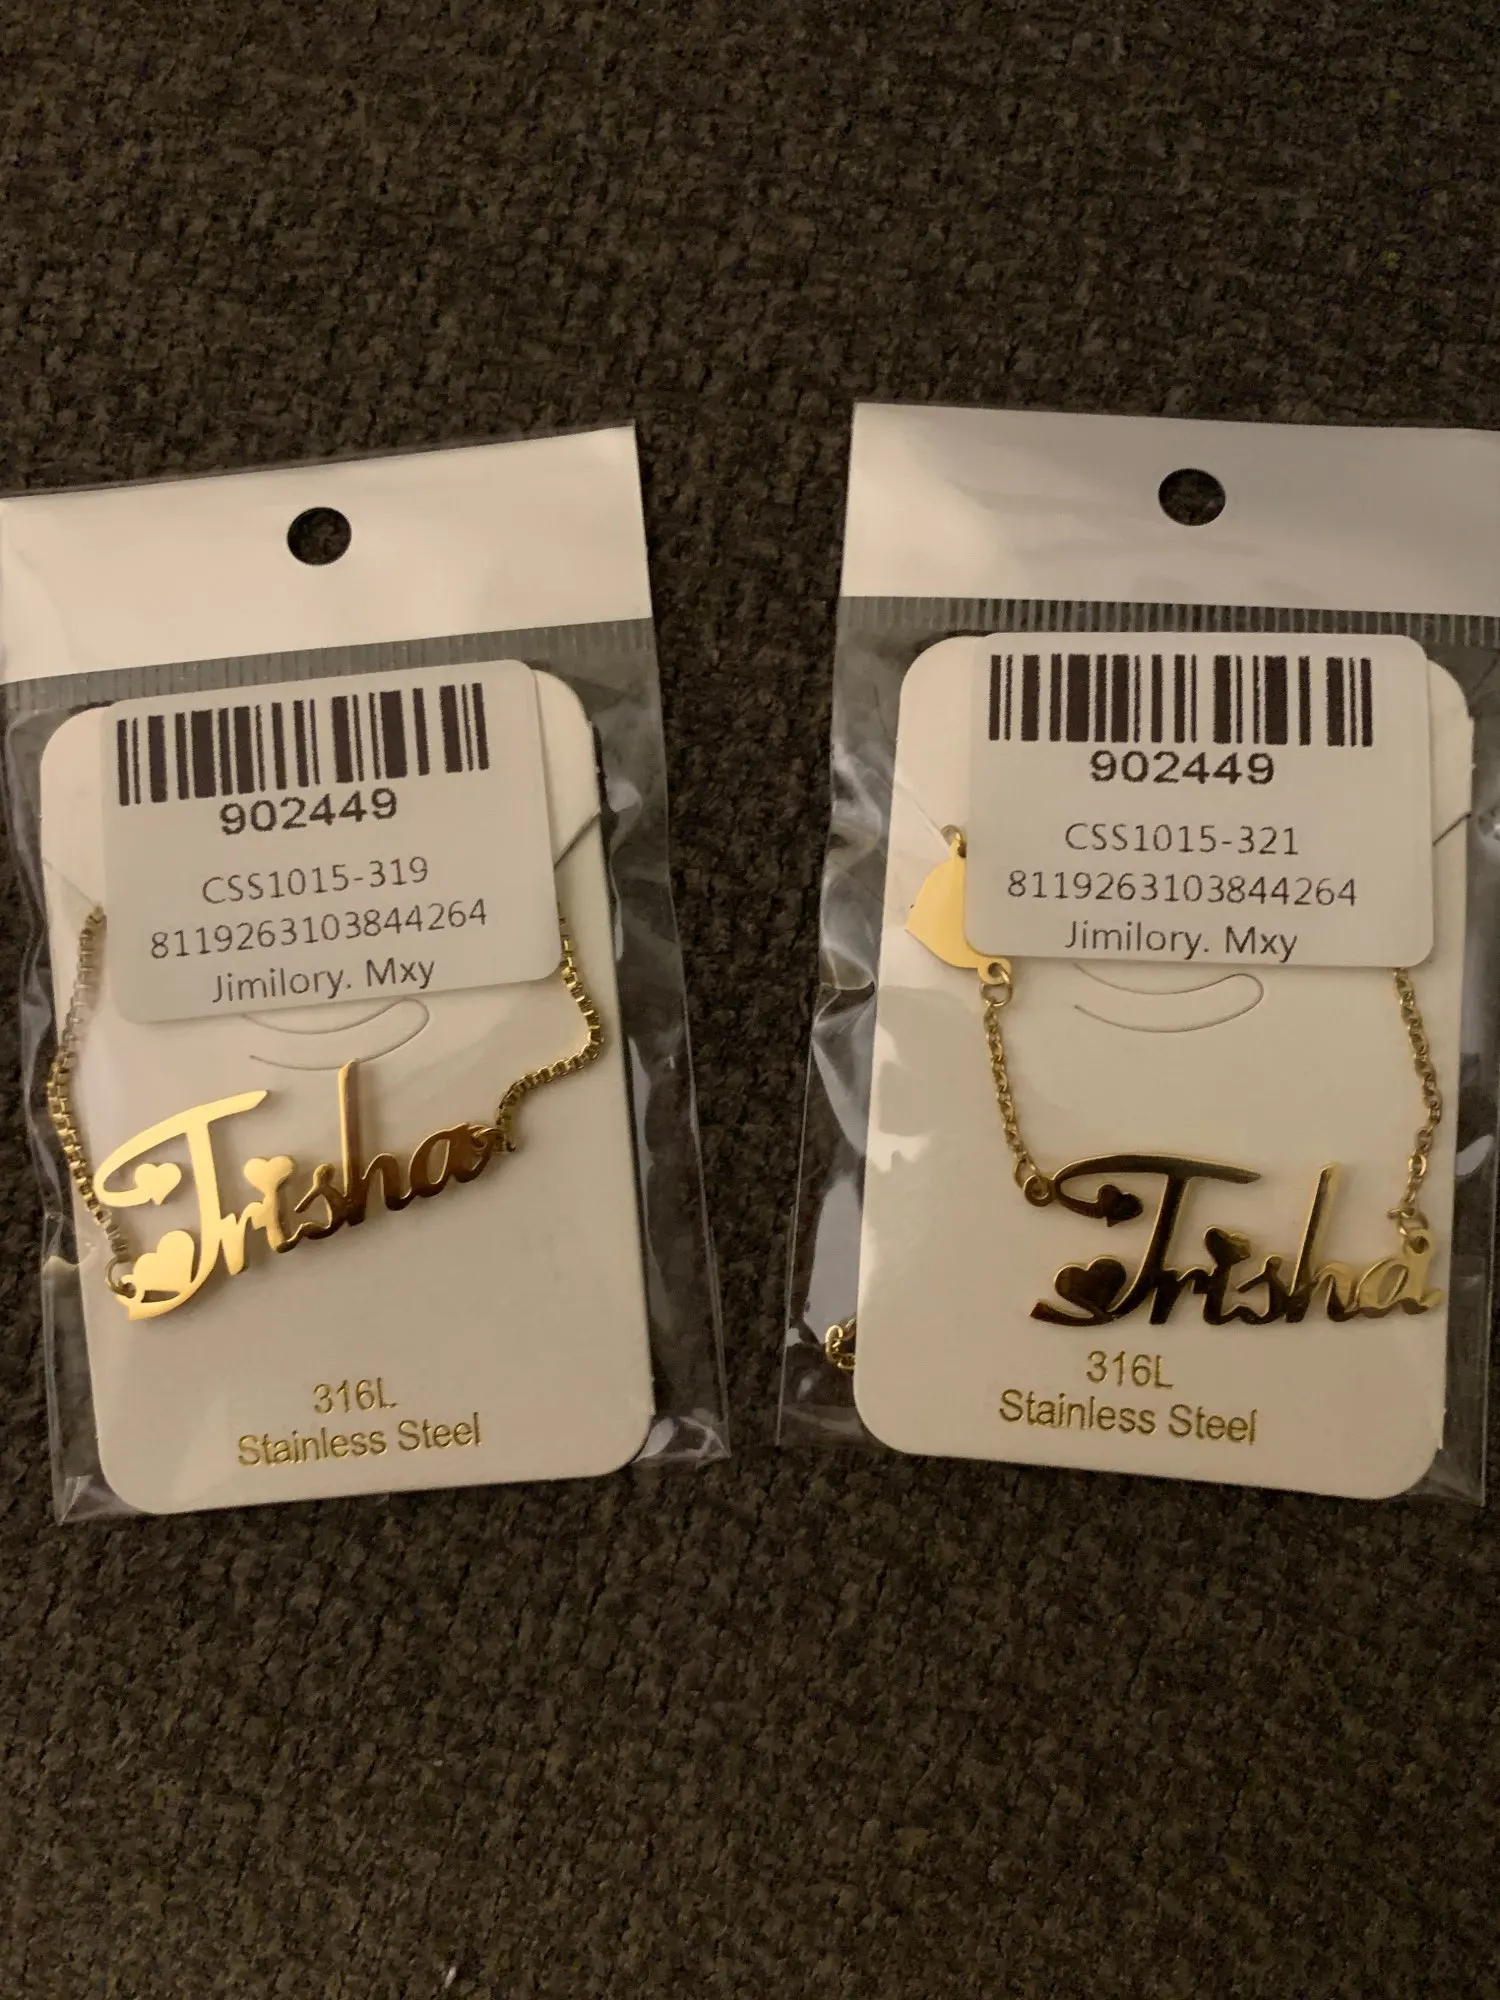 902449
CSS1015-319
8119263103844264
Jimilory. Mxy
Trisha
316L
Stainless Steel
902449
CSS1015-321
8119263103844264
Jimilory. Mxy
Trisha
316L
Stainless Steel